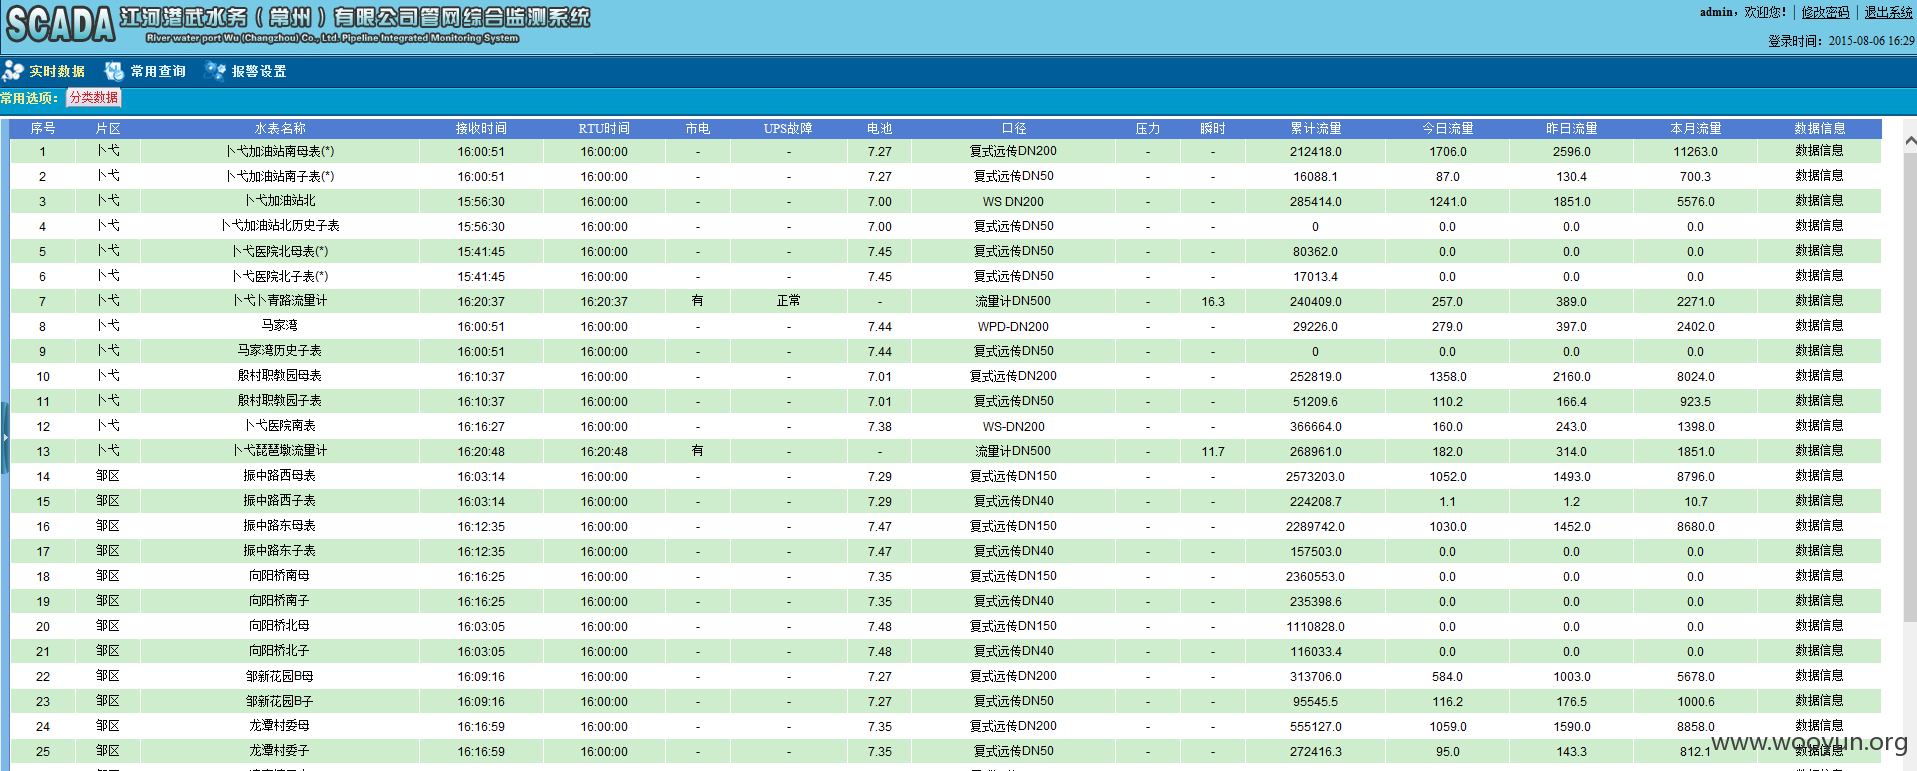 SCADA 江河港武水务（常州）有限公司管网综合监测系统
River water port Wu (Changzhou) Co., Ltd. Pipeline Integrated Monitoring System
admin，欢迎您！ | 修改密码 | 退出系统
登录时间：2015-08-06 16:29
实时数据 常用查询 报警设置
常用选项： 分类数据
序号 片区 水表名称 接收时间 RTU时间 市电 UPS故障 电池 口径 压力 瞬时 累计流量 今日流量 昨日流量 本月流量 数据信息
1 卜弋 卜弋加油站南母表(*) 16:00:51 16:00:00 - - 7.27 复式远传DN200 - - 212418.0 1706.0 2596.0 11263.0 数据信息
2 卜弋 卜弋加油站南子表(*) 16:00:51 16:00:00 - - 7.27 复式远传DN50 - - 16088.1 87.0 130.4 700.3 数据信息
3 卜弋 卜弋加油站北 15:56:30 16:00:00 - - 7.00 WS DN200 - - 285414.0 1241.0 1851.0 5576.0 数据信息
4 卜弋 卜弋加油站北历史子表 15:56:30 16:00:00 - - 7.00 复式远传DN50 - - 0 0.0 0.0 0.0 数据信息
5 卜弋 卜弋医院北母表(*) 15:41:45 16:00:00 - - 7.45 复式远传DN50 - - 80362.0 0.0 0.0 0.0 数据信息
6 卜弋 卜弋医院北子表(*) 15:41:45 16:00:00 - - 7.45 复式远传DN50 - - 17013.4 0.0 0.0 0.0 数据信息
7 卜弋 卜弋卜青路流量计 16:20:37 16:20:37 有 正常 - 流量计DN500 - 16.3 240409.0 257.0 389.0 2271.0 数据信息
8 卜弋 马家湾 16:00:51 16:00:00 - - 7.44 WPD-DN200 - - 29226.0 279.0 397.0 2402.0 数据信息
9 卜弋 马家湾历史子表 16:00:51 16:00:00 - - 7.44 复式远传DN50 - - 0 0.0 0.0 0.0 数据信息
10 卜弋 殷村职教园母表 16:10:37 16:00:00 - - 7.01 复式远传DN200 - - 252819.0 1358.0 2160.0 8024.0 数据信息
11 卜弋 殷村职教园子表 16:10:37 16:00:00 - - 7.01 复式远传DN50 - - 51209.6 110.2 166.4 923.5 数据信息
12 卜弋 卜弋医院南表 16:16:27 16:00:00 - - 7.38 WS-DN200 - - 366664.0 160.0 243.0 1398.0 数据信息
13 卜弋 卜弋琵琶墩流量计 16:20:48 16:20:48 有 - - 流量计DN500 - 11.7 268961.0 182.0 314.0 1851.0 数据信息
14 邹区 振中路西母表 16:03:14 16:00:00 - - 7.29 复式远传DN150 - - 2573203.0 1052.0 1493.0 8796.0 数据信息
15 邹区 振中路西子表 16:03:14 16:00:00 - - 7.29 复式远传DN40 - - 224208.7 1.1 1.2 10.7 数据信息
16 邹区 振中路东母表 16:12:35 16:00:00 - - 7.47 复式远传DN150 - - 2289742.0 1030.0 1452.0 8680.0 数据信息
17 邹区 振中路东子表 16:12:35 16:00:00 - - 7.47 复式远传DN40 - - 157503.0 0.0 0.0 0.0 数据信息
18 邹区 向阳桥南母 16:16:25 16:00:00 - - 7.35 复式远传DN150 - - 2360553.0 0.0 0.0 0.0 数据信息
19 邹区 向阳桥南子 16:16:25 16:00:00 - - 7.35 复式远传DN40 - - 235398.6 0.0 0.0 0.0 数据信息
20 邹区 向阳桥北母 16:03:05 16:00:00 - - 7.48 复式远传DN150 - - 1110828.0 0.0 0.0 0.0 数据信息
21 邹区 向阳桥北子 16:03:05 16:00:00 - - 7.48 复式远传DN40 - - 116033.4 0.0 0.0 0.0 数据信息
22 邹区 邹新花园B母 16:09:16 16:00:00 - - 7.27 复式远传DN200 - - 313706.0 584.0 1003.0 5678.0 数据信息
23 邹区 邹新花园B子 16:09:16 16:00:00 - - 7.27 复式远传DN50 - - 95545.5 116.2 176.5 1000.6 数据信息
24 邹区 龙潭村委母 16:16:59 16:00:00 - - 7.35 复式远传DN200 - - 555127.0 1059.0 1590.0 8858.0 数据信息
25 邹区 龙潭村委子 16:16:59 16:00:00 - - 7.35 复式远传DN50 - - 272416.3 95.0 143.3 812.1 数据信息
www.wooyun.org